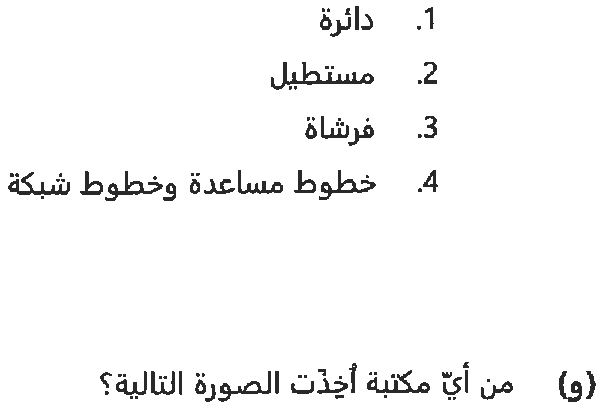 1. دائرة
2. مستطيل
3. فرشاة
4. خطوط مساعدة وخطوط شبكة
(و) من أيّ مكتبة أُخِذَت الصورة التالية؟